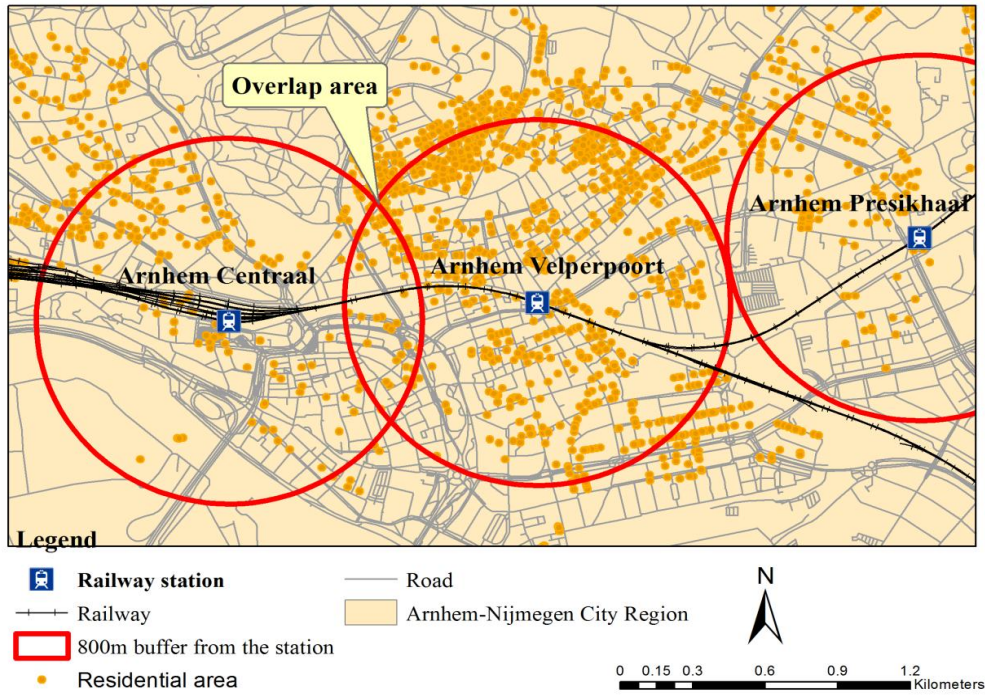 Overlap area
Arnhem Presikhaaf
Arnhem Centraal
Arnhem Velperpoort
Legend
Railway station
Railway
800m buffer from the station
Residential area
Road
Arnhem-Nijmegen City Region
N
0 0.15 0.3 0.6 0.9 1.2
Kilometers